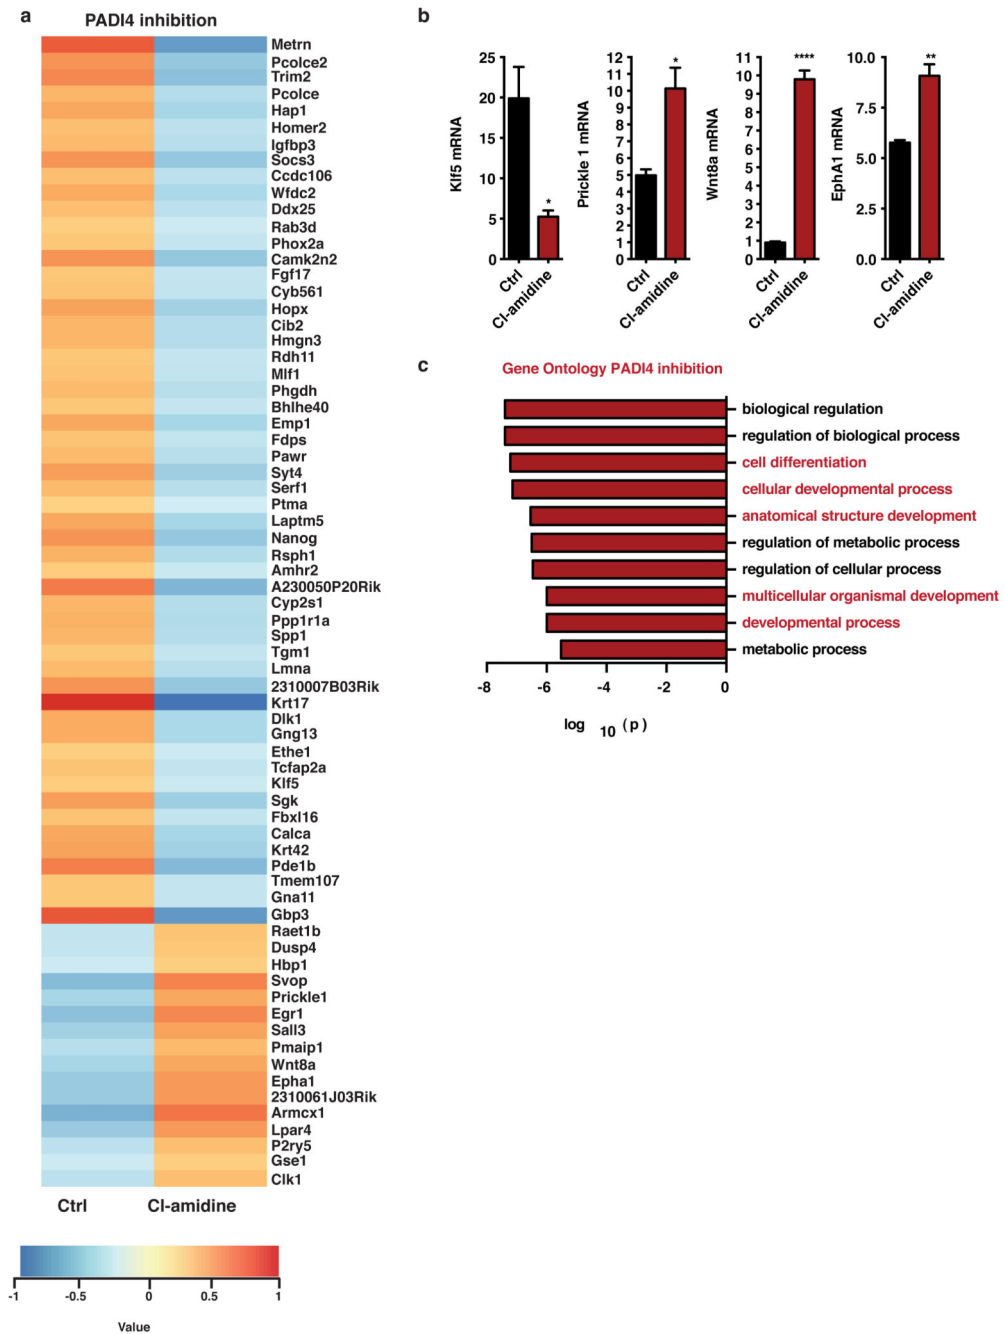 a
PADI4 inhibition
Metrn
Pcolce2
Trim2
Pcolce
Hap1
Homer2
Igfbp3
Socs3
Ccdc106
Wfdc2
Ddx25
Rab3d
Phox2a
Camk2n2
Fgf17
Cyb561
Hopx
Cib2
Hmgn3
Rdh11
Mlf1
Phgdh
Bhlhe40
Emp1
Fdps
Pawr
Syt4
Serf1
Ptma
Laptm5
Nanog
Rsph1
Amhr2
A230050P20Rik
Cyp2s1
Ppp1r1a
Spp1
Tgm1
Lmna
2310007B03Rik
Krt17
Dlk1
Gng13
Ethe1
Tcfap2a
Klf5
Sgk
Fbxl16
Calca
Krt42
Pde1b
Tmem107
Gna11
Gbp3
Raet1b
Dusp4
Hbp1
Svop
Prickle1
Egr1
Sall3
Pmaip1
Wnt8a
Epha1
2310061J03Rik
Armcx1
Lpar4
P2ry5
Gse1
Clk1
Ctrl Cl-amidine
-1 -0.5 0 0.5 1
Value
b
Klf5 mRNA
25
20
15
10
5
0
*
Ctrl
Cl-amidine
Prickle 1 mRNA
12
11
10
9
8
7
6
5
4
3
2
1
0
*
Ctrl
Cl-amidine
Wnt8a mRNA
11
10
9
8
7
6
5
4
3
2
1
0
****
Ctrl
Cl-amidine
EphA1 mRNA
10.0
7.5
5.0
2.5
0.0
**
Ctrl
Cl-amidine
c
Gene Ontology PADI4 inhibition
biological regulation
regulation of biological process
cell differentiation
cellular developmental process
anatomical structure development
regulation of metabolic process
regulation of cellular process
multicellular organismal development
developmental process
metabolic process
-8 -6 -4 -2 0
log 10 (p)